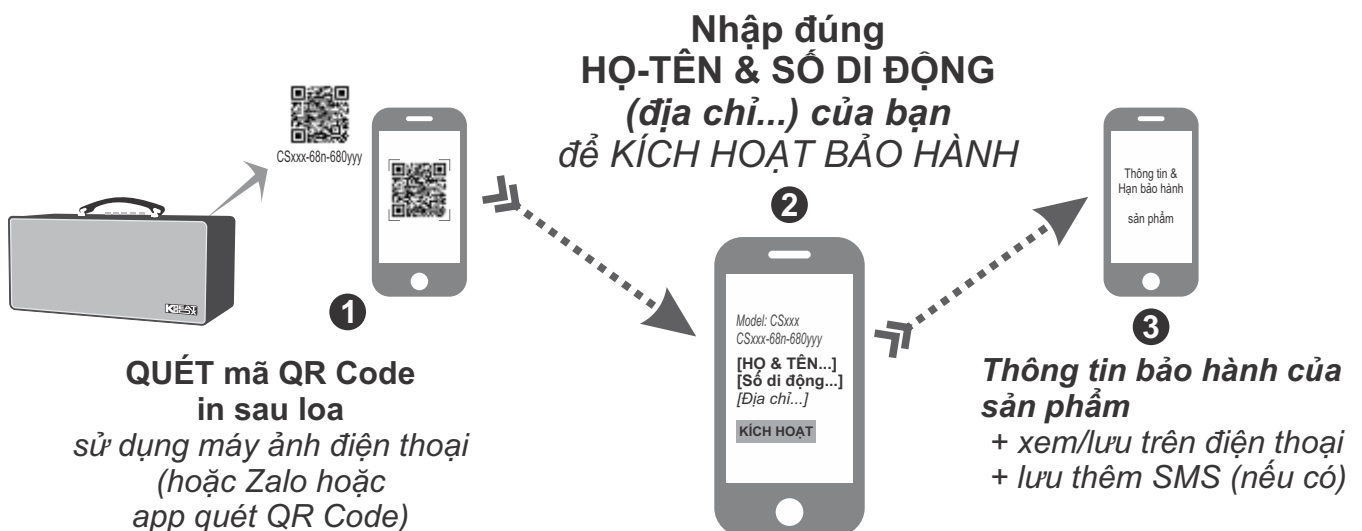 CSxxx-68n-680yyy
1
QUÉT mã QR Code
in sau loa
sử dụng máy ảnh điện thoại
(hoặc Zalo hoặc
app quét QR Code)
Nhập đúng
HỌ-TÊN & SỐ DI ĐỘNG
(địa chỉ...) của bạn
để KÍCH HOẠT BẢO HÀNH
2
Model: CSxxx
CSxxx-68n-680yyy
[HỌ & TÊN...]
[Số di động...]
[Địa chỉ...]
KÍCH HOẠT
Thông tin &
Hạn bảo hành
sản phẩm
3
Thông tin bảo hành của
sản phẩm
+ xem/lưu trên điện thoại
+ lưu thêm SMS (nếu có)